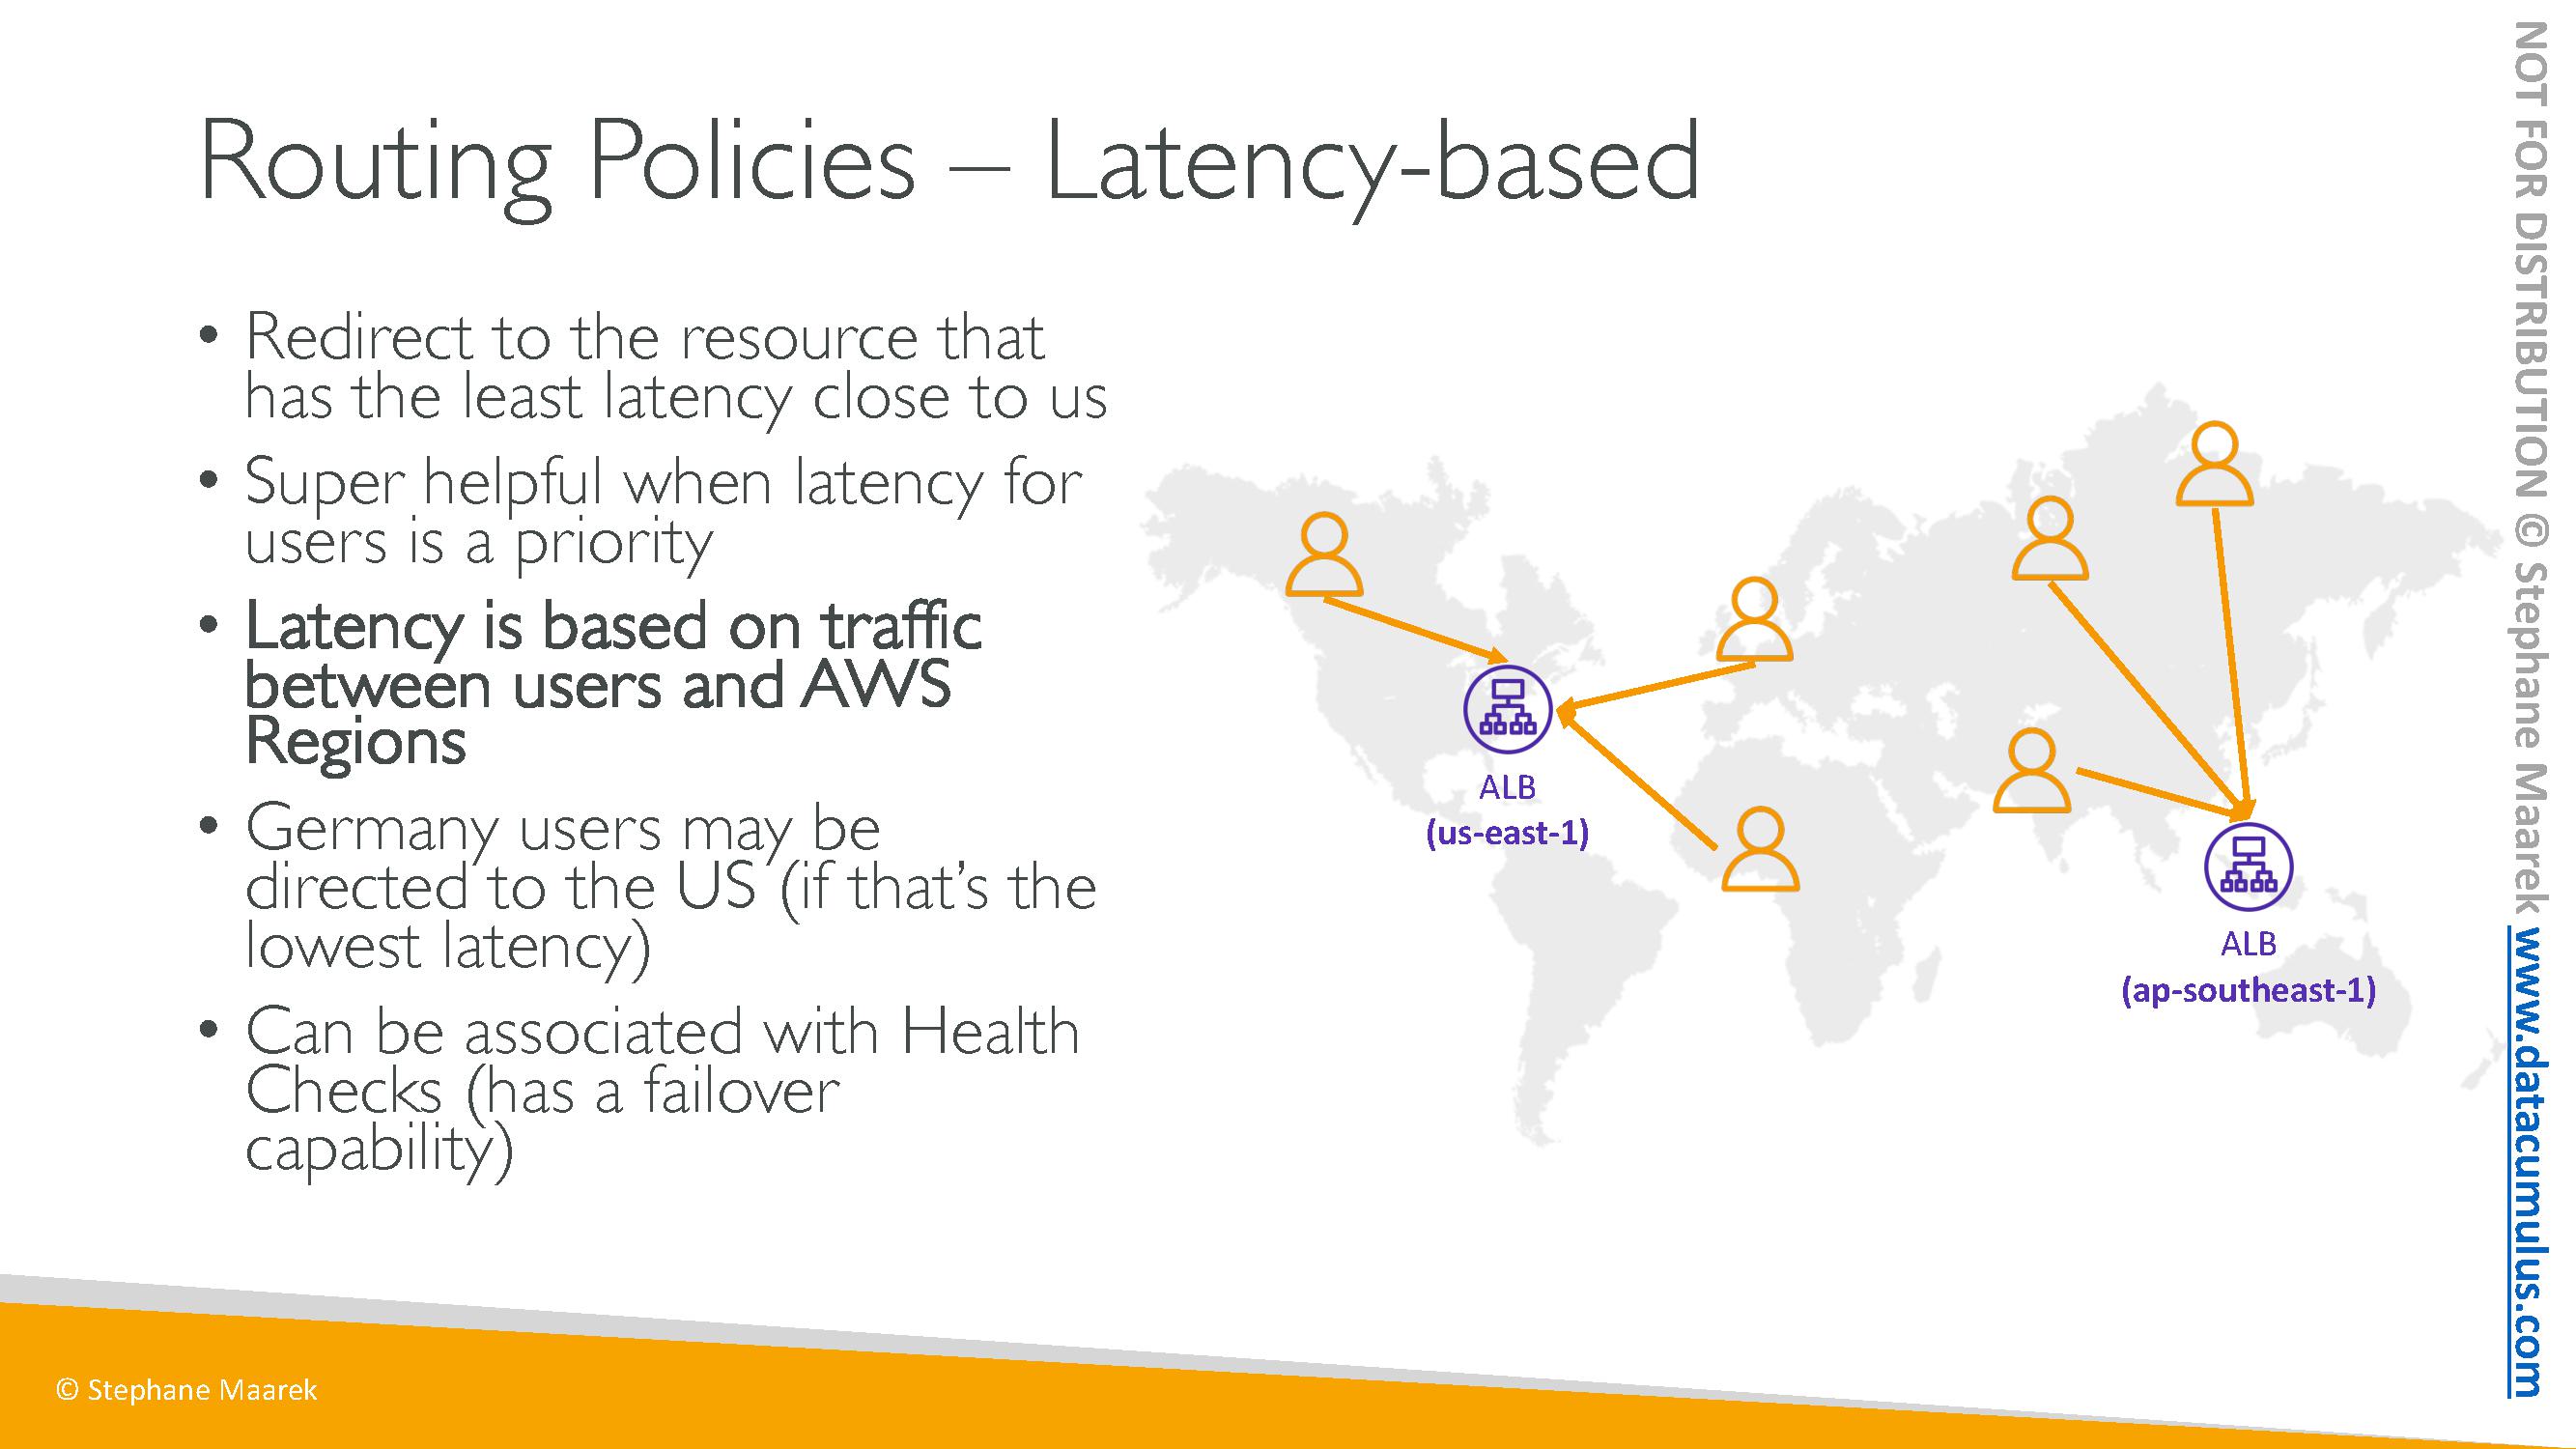 Routing Policies – Latency-based
• Redirect to the resource that
has the least latency close to us
• Super helpful when latency for
users is a priority
• Latency is based on traffic
between users and AWS
Regions
• Germany users may be
directed to the US (if that’s the
lowest latency)
• Can be associated with Health
Checks (has a failover
capability)
ALB
(us-east-1)
ALB
(ap-southeast-1)
© Stephane Maarek
NOT FOR DISTRIBUTION © Stephane Maarek www.datacumulus.com